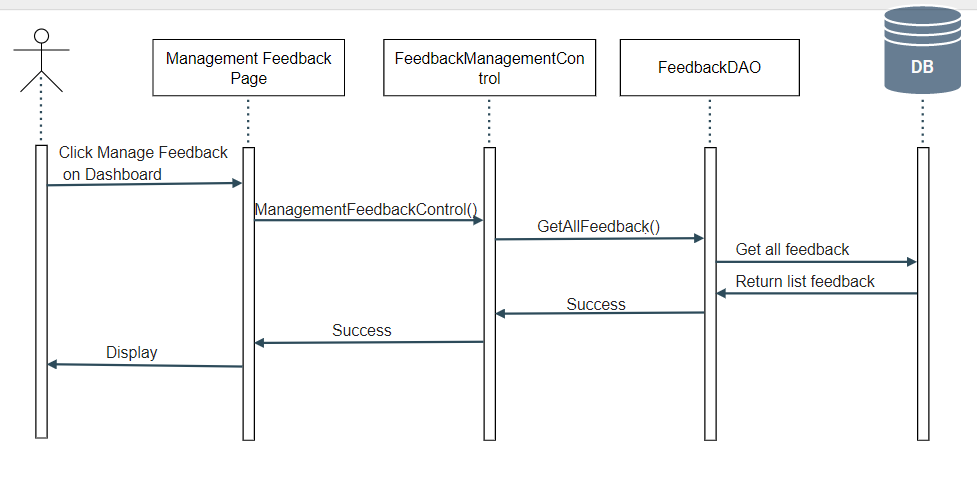 Management Feedback
Page
FeedbackManagementCon
trol
FeedbackDAO
DB
Click Manage Feedback
on Dashboard
ManagementFeedbackControl()
GetAllFeedback()
Get all feedback
Return list feedback
Success
Success
Display